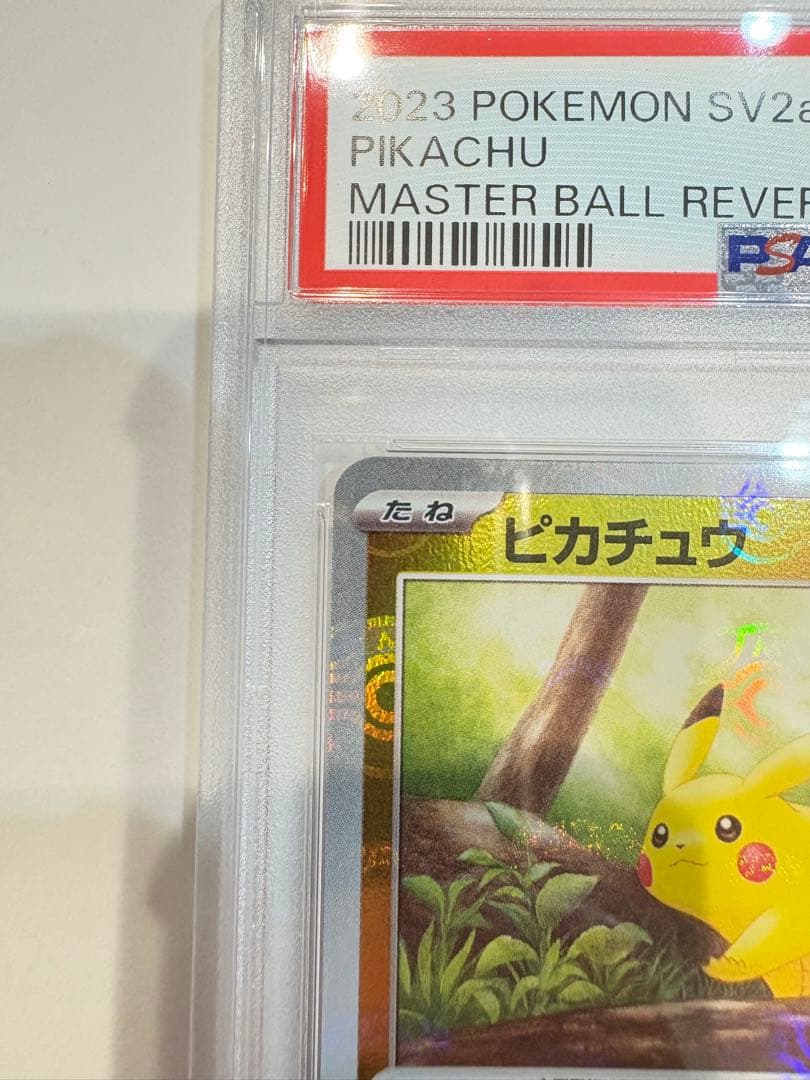 2023 POKEMON SV2a
PIKACHU
MASTER BALL REVER
PSA
たね
ピカチュウ